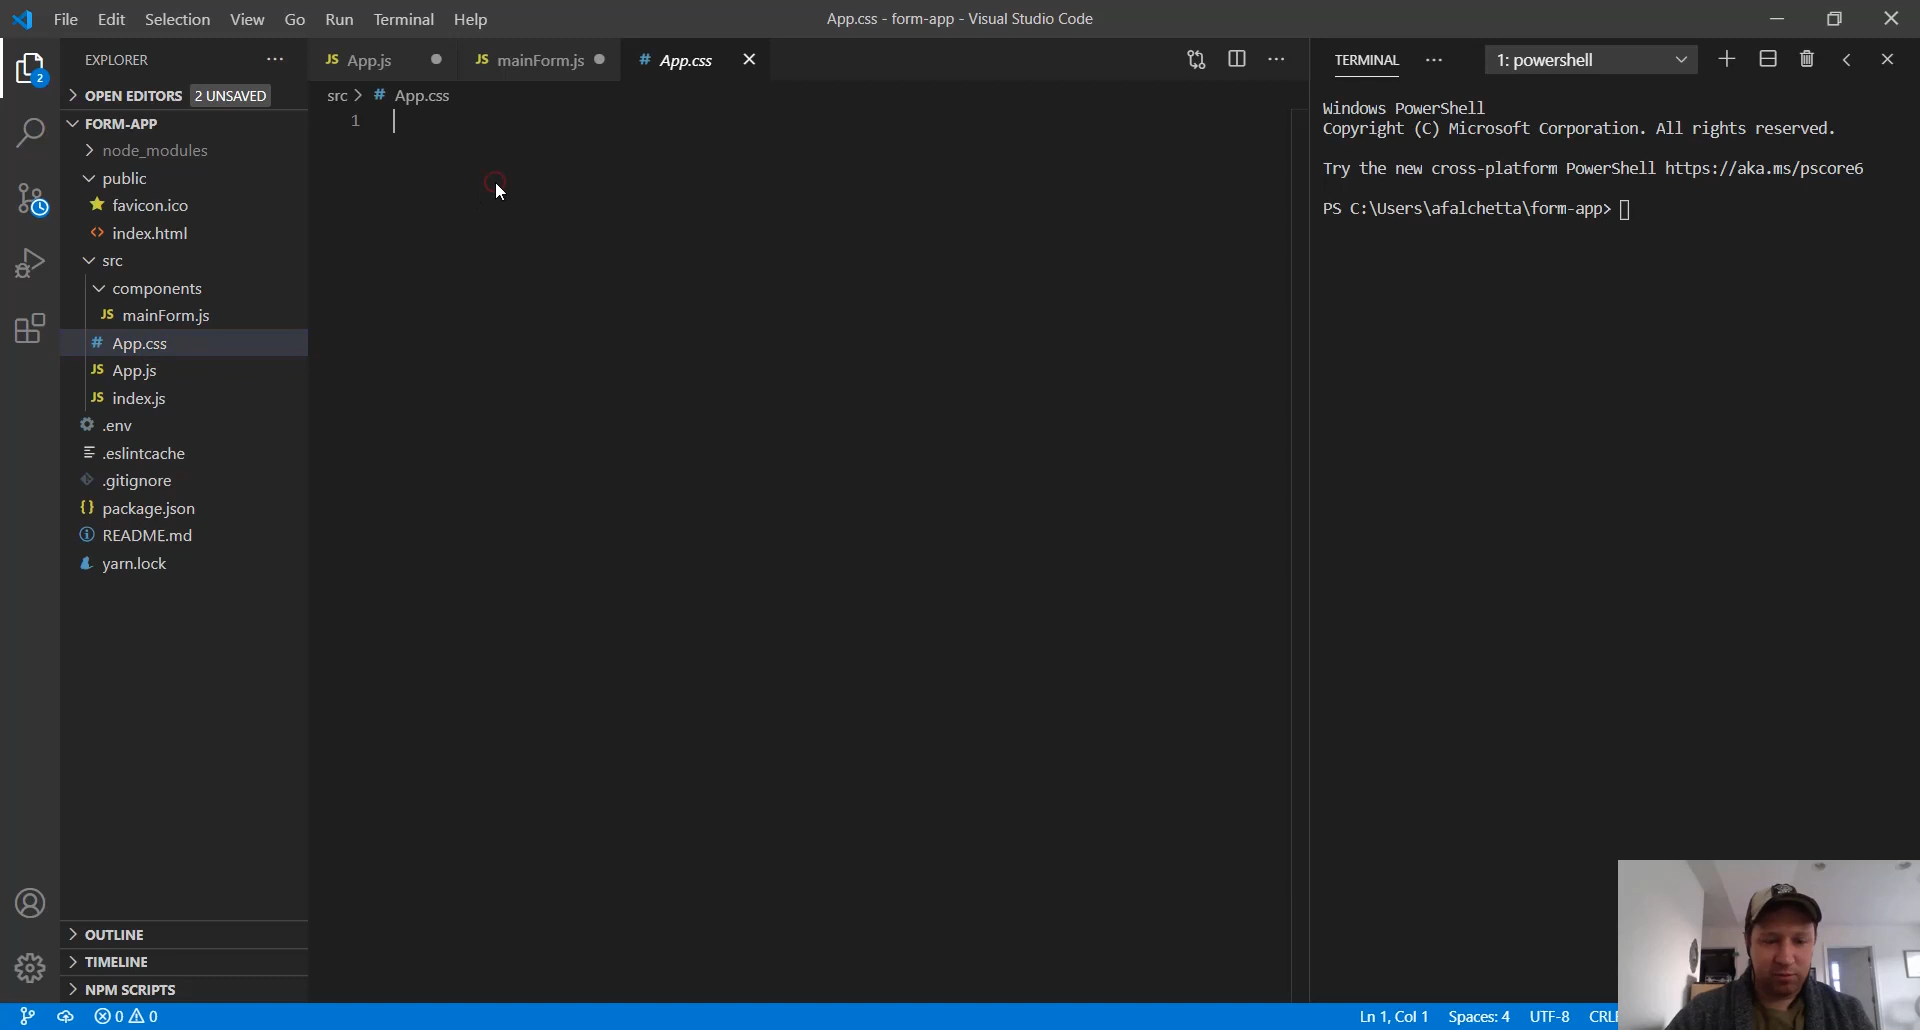 File Edit Selection View Go Run Terminal Help
App.css - form-app - Visual Studio Code
EXPLORER
JS App.js
JS mainForm.js
# App.css
TERMINAL
1: powershell
OPEN EDITORS 2 UNSAVED
src > # App.css
FORM-APP
1
node_modules
public
favicon.ico
<> index.html
src
components
JS mainForm.js
# App.css
JS App.js
JS index.js
.env
.eslintcache
.gitignore
{} package.json
README.md
yarn.lock
2
Windows PowerShell
Copyright (C) Microsoft Corporation. All rights reserved.
Try the new cross-platform PowerShell https://aka.ms/pscore6
PS C:\Users\afalchetta\form-app>
OUTLINE
TIMELINE
NPM SCRIPTS
0 0
Ln 1, Col 1 Spaces: 4 UTF-8 CRLF